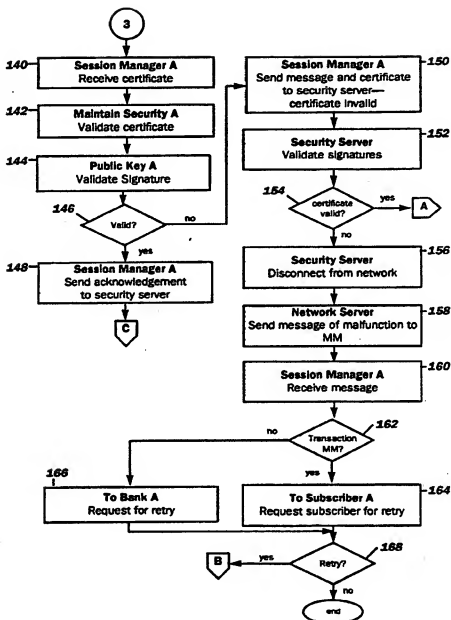 3
140
Session Manager A
Receive certificate
142
Maintain Security A
Validate certificate
144
Public Key A
Validate Signature
146
Valid?
no
yes
148
Session Manager A
Send acknowledgement
to security server
C
150
Session Manager A
Send message and certificate
to security server—
certificate invalid
152
Security Server
Validate signatures
154
certificate
valid?
yes
A
no
156
Security Server
Disconnect from network
158
Network Server
Send message of malfunction to
MM
160
Session Manager A
Receive message
162
Transaction
MM?
no
yes
166
To Bank A
Request for retry
164
To Subscriber A
Request subscriber for retry
168
Retry?
yes
B
no
end